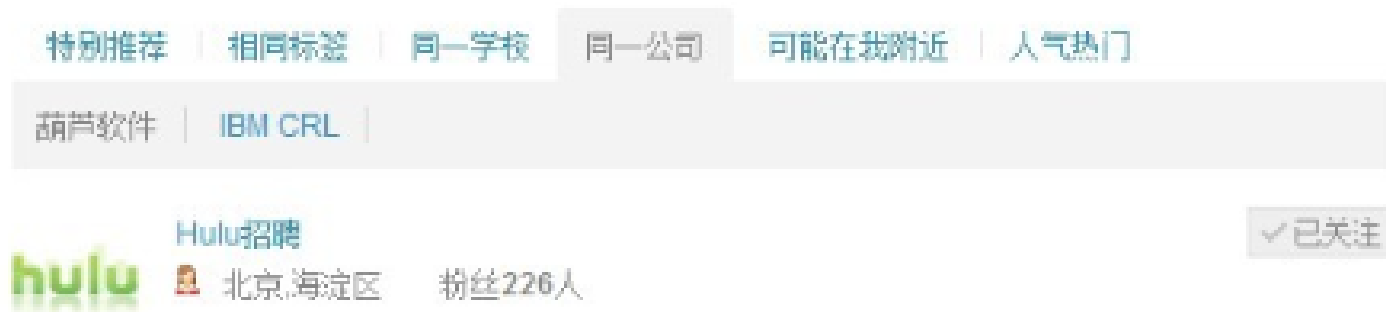 特别推荐 相同标签 同一学校 同一公司 可能在我附近 人气热门
葫芦软件 IBM CRL
Hulu招聘 已关注
hulu 北京,海淀区 粉丝226人